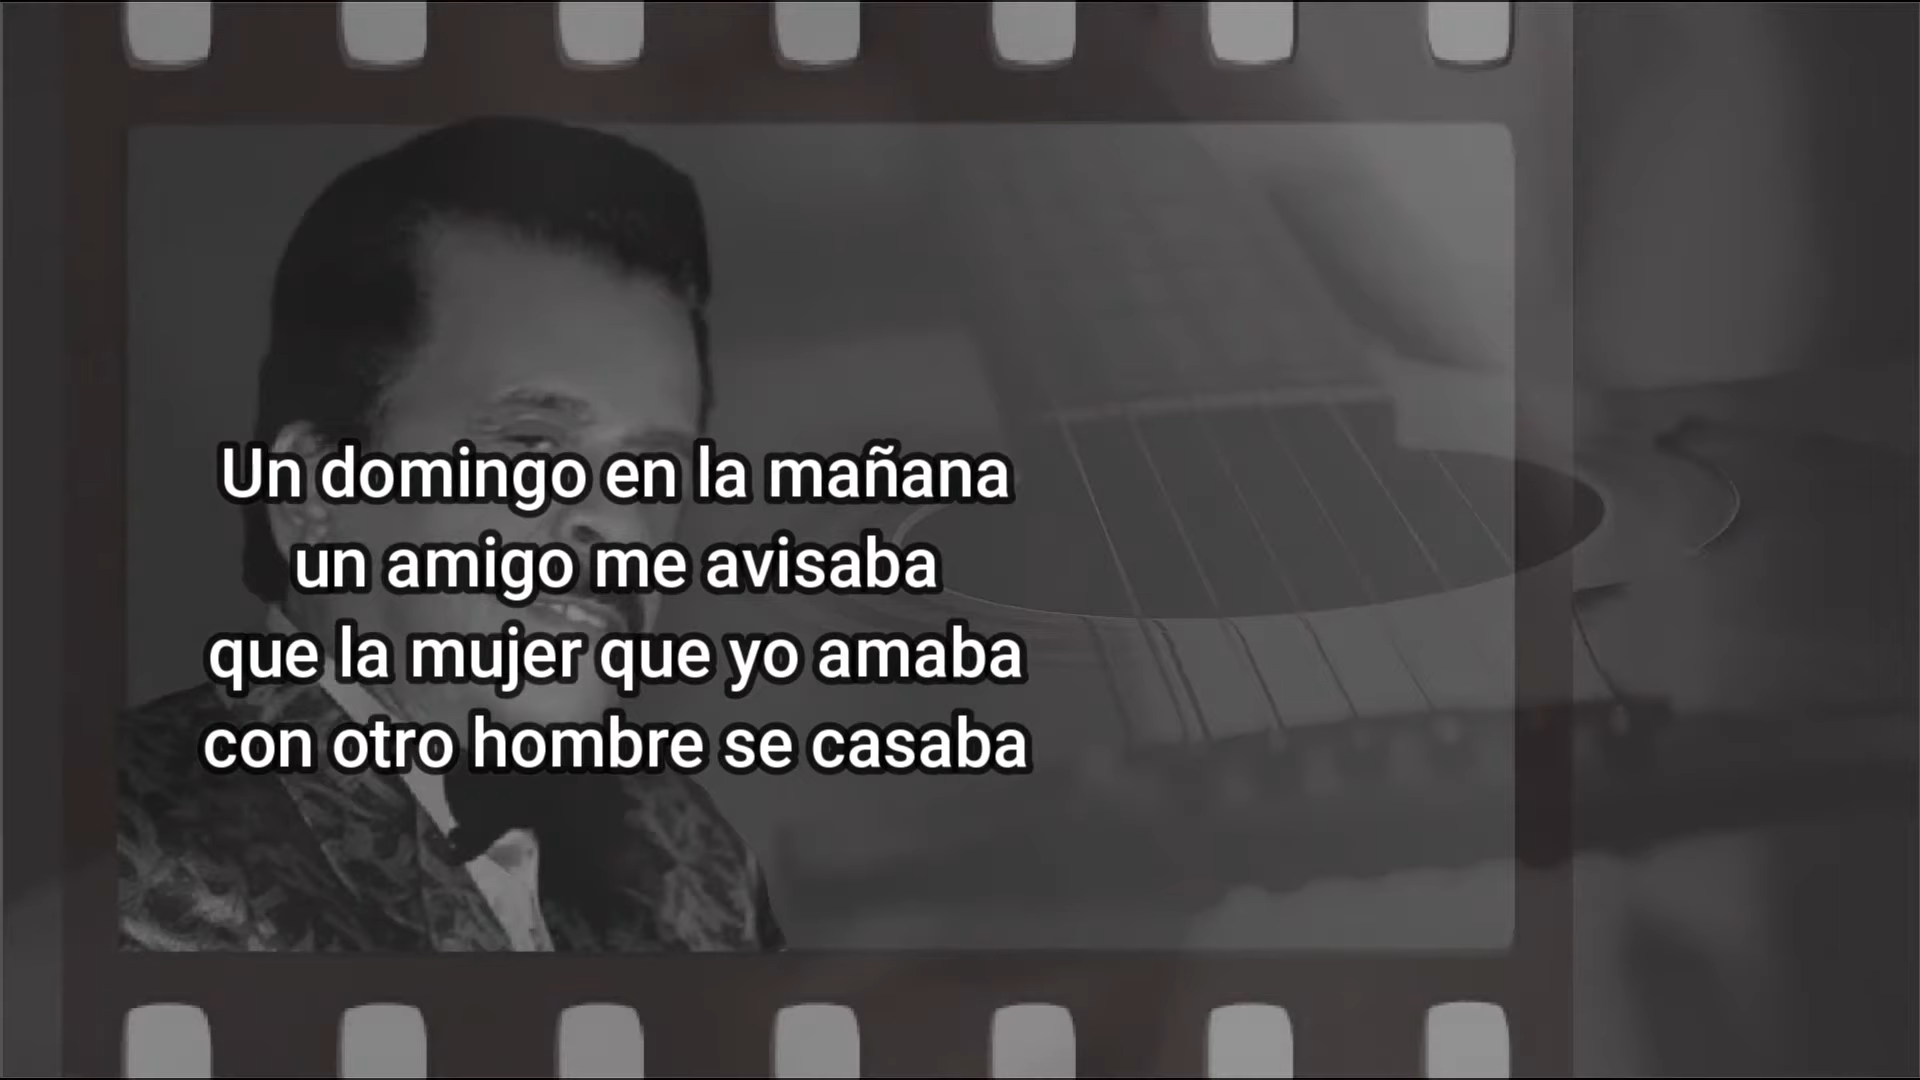 Un domingo en la mañana
un amigo me avisaba
que la mujer que yo amaba
con otro hombre se casaba